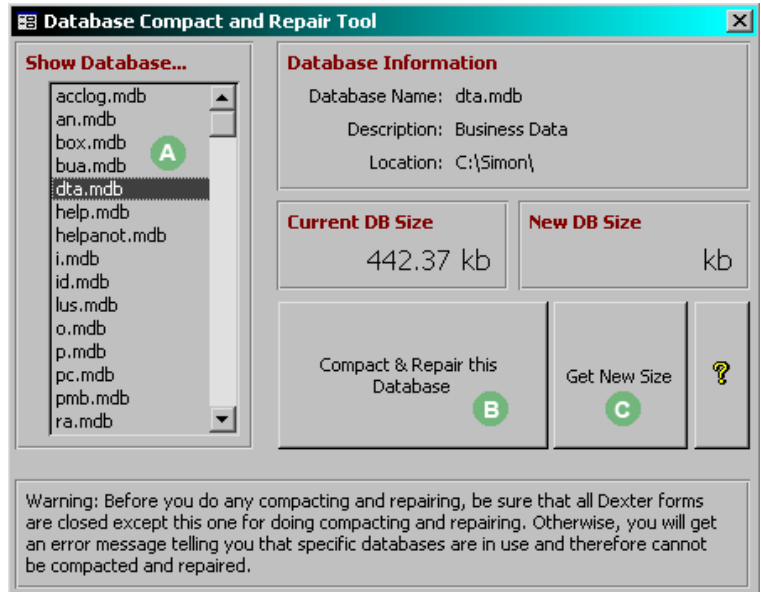 Database Compact and Repair Tool
Show Database...
acclog.mdb
an.mdb
box.mdb
bua.mdb
dta.mdb
help.mdb
helpanot.mdb
i.mdb
id.mdb
lus.mdb
o.mdb
p.mdb
pc.mdb
pmb.mdb
ra.mdb
A
Database Information
Database Name: dta.mdb
Description: Business Data
Location: C:\Simon\
Current DB Size
442.37 kb
New DB Size
kb
Compact & Repair this
Database
B
Get New Size
C
?
Warning: Before you do any compacting and repairing, be sure that all Dexter forms
are closed except this one for doing compacting and repairing. Otherwise, you will get
an error message telling you that specific databases are in use and therefore cannot
be compacted and repaired.